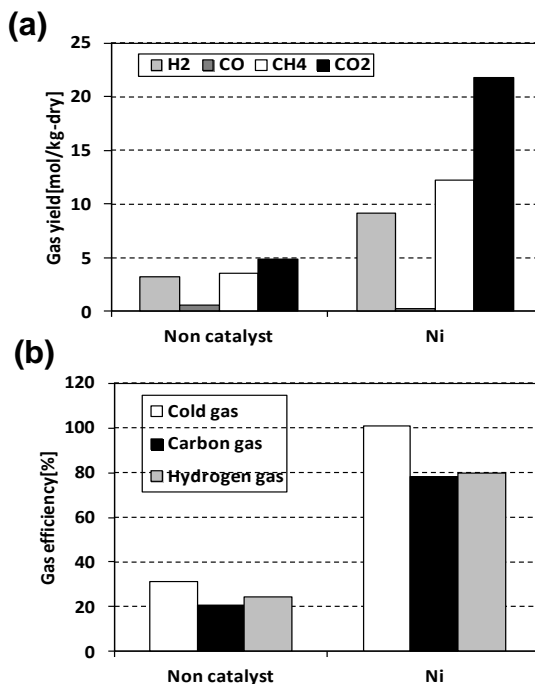 (a)
25
20
15
10
5
0
Gas yield[mol/kg-dry]
H2 CO CH4 CO2
Non catalyst Ni
(b)
120
100
80
60
40
20
0
Gas efficiency[%]
Cold gas
Carbon gas
Hydrogen gas
Non catalyst Ni